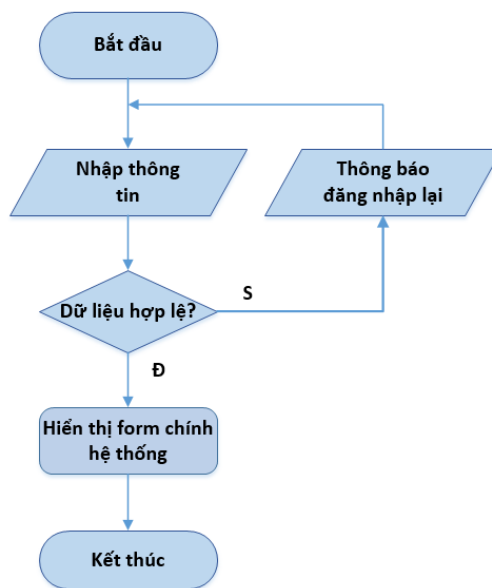 Bắt đầu
Nhập thông
tin
Thông báo
đăng nhập lại
Dữ liệu hợp lệ?
S
Đ
Hiển thị form chính
hệ thống
Kết thúc